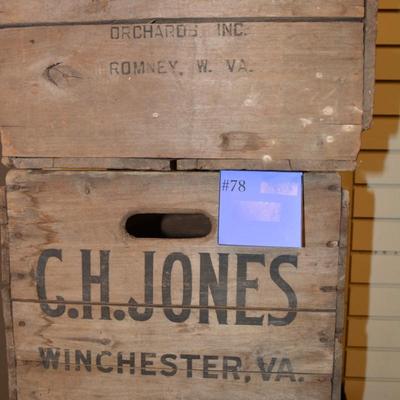 ORCHARDS INC.
ROMNEY, W. VA.
#78
C.H. JONES
WINCHESTER, VA.